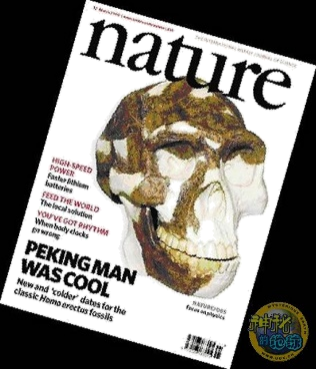 nature
THE INTERNATIONAL WEEKLY JOURNAL OF SCIENCE
HIGH-SPEED
POWER
Faster lithium
batteries
FEED THE WORLD
The local solution
YOU'VE GOT RHYTHM
When body clocks
go wrong
PEKING MAN
WAS COOL
New and 'colder' dates for the
classic Homo erectus fossils
NATUREJOBS
Focus on physics